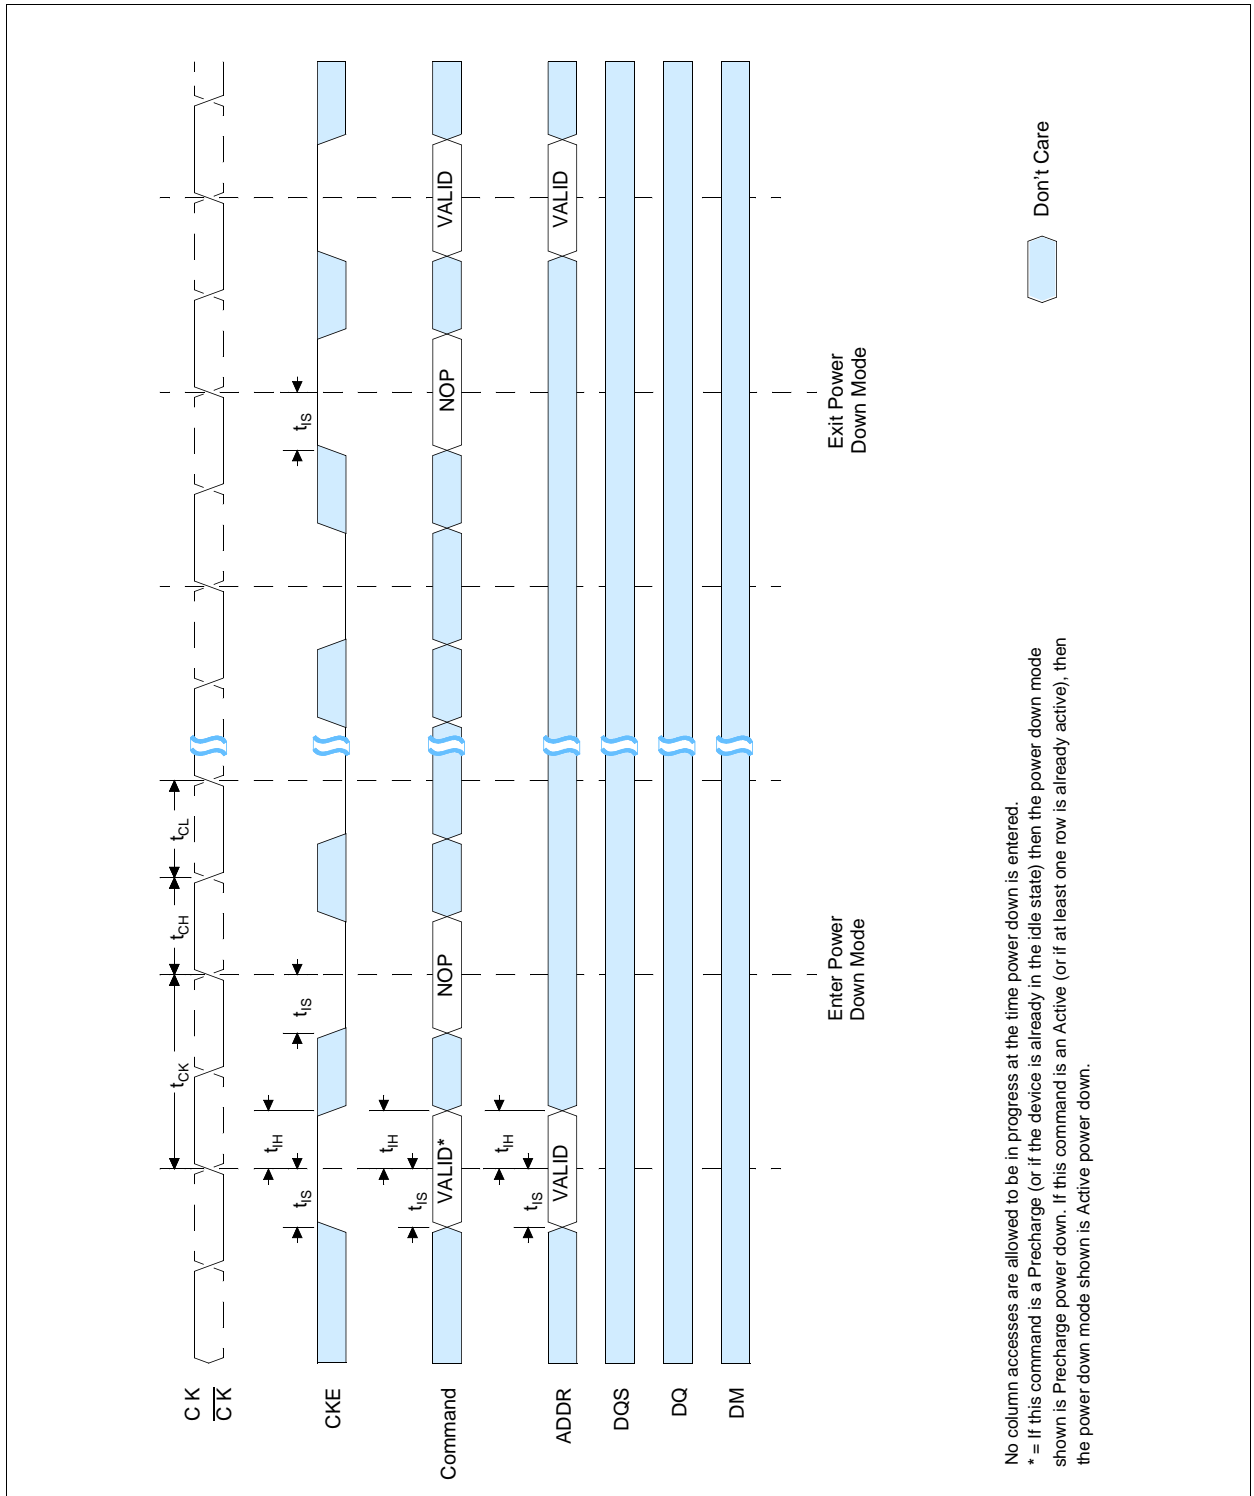 CK
CK
tCK
tCH
tCL
CKE
tIS
tIH
tIS
tIS
Command
tIS
tIH
VALID*
NOP
NOP
VALID
ADDR
tIS
tIH
VALID
VALID
DQS
DQ
DM
Enter Power
Down Mode
Exit Power
Down Mode
Don't Care
No column accesses are allowed to be in progress at the time power down is entered.
* = If this command is a Precharge (or if the device is already in the idle state) then the power down mode
shown is Precharge power down. If this command is an Active (or if at least one row is already active), then
the power down mode shown is Active power down.